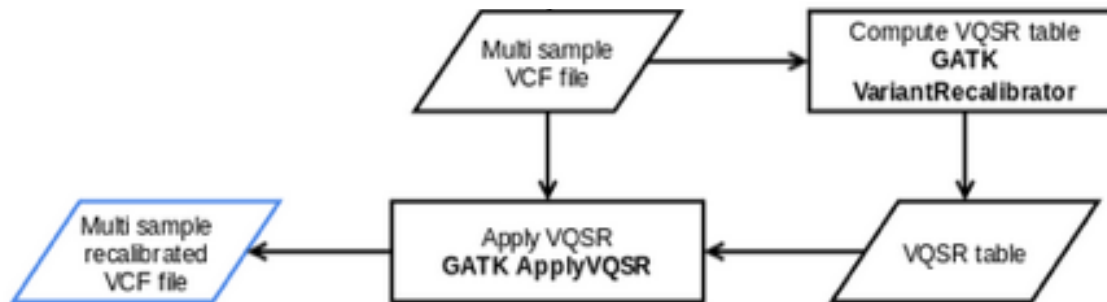 Multi sample
VCF file
Compute VQSR table
GATK
VariantRecalibrator
Multi sample
recalibrated
VCF file
Apply VQSR
GATK ApplyVQSR
VQSR table